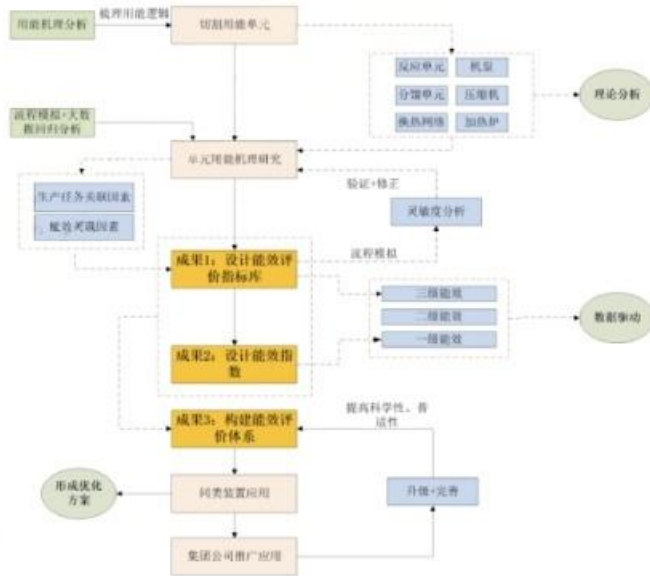 用能机理分析
梳理用能逻辑
切割用能单元
反应单元
机泵
分馏单元
压缩机
换热网络
加热炉
理论分析
流程模拟+大数
据回归分析
单元用能机理研究
验证+修正
生产任务关联因素
能效关联因素
灵敏度分析
成果1：设计能效评
价指标库
流程模拟
三级能效
二级能效
一级能效
数据驱动
成果2：设计能效指
数
提高科学性、普
适性
成果3：构建能效评
价体系
形成优化
方案
同类装置应用
升级+完善
集团公司推广应用